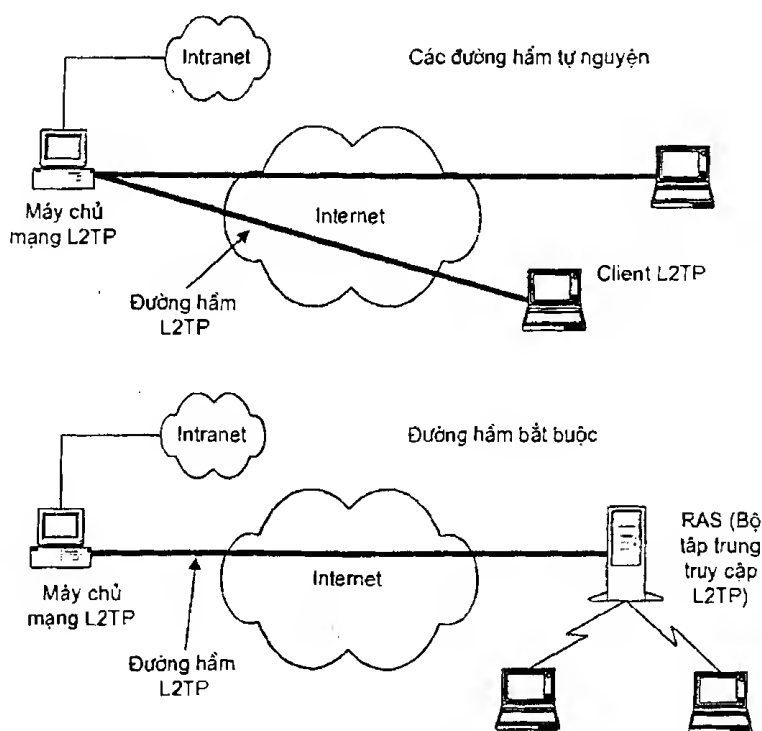 Intranet
Các đường hầm tự nguyện
Máy chủ
mạng L2TP
Internet
Client L2TP
Đường hầm
L2TP
Intranet
Đường hầm bắt buộc
Máy chủ
mạng L2TP
Internet
RAS (Bộ
tập trung
truy cập
L2TP)
Đường hầm
L2TP